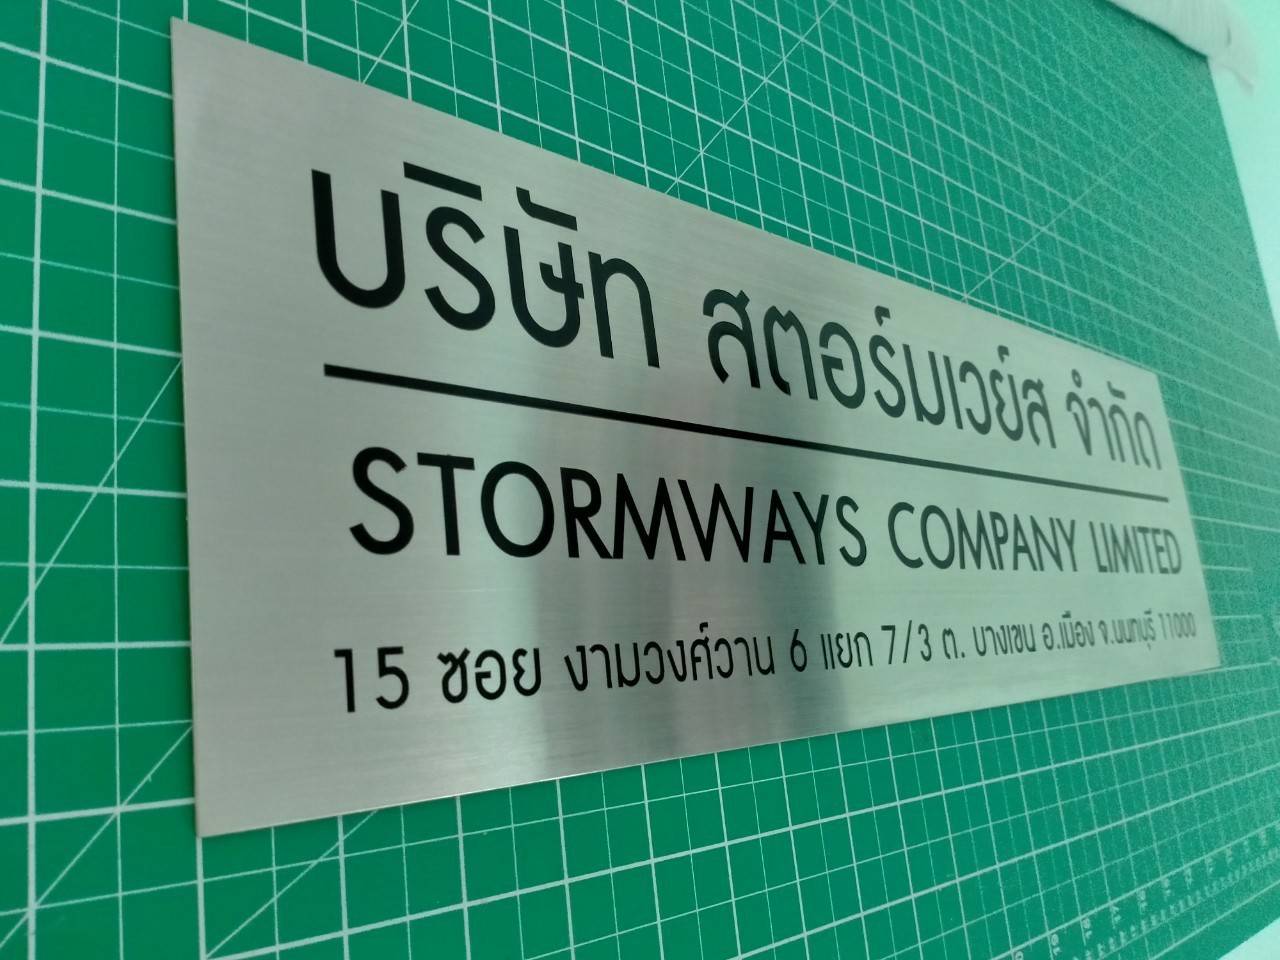 บริษัท สตอร์มเวย์ส จำกัด
STORMWAYS COMPANY LIMITED
15 ซอย งามวงศ์วาน 6 แยก 7/3 ต. บางเขน อ.เมือง จ.นนทบุรี 11000